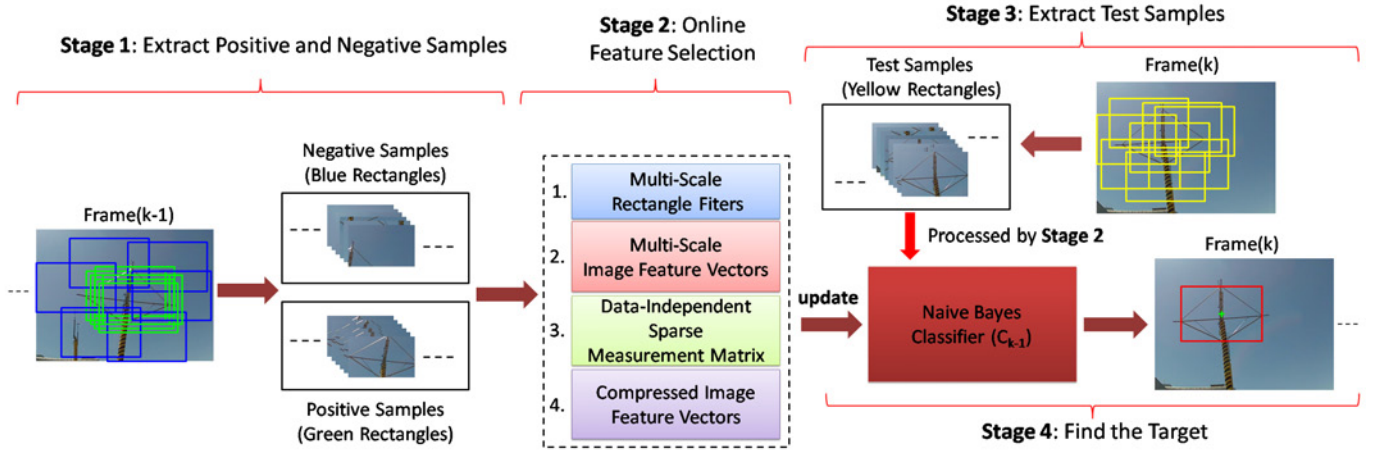 Stage 1: Extract Positive and Negative Samples
Stage 2: Online
Feature Selection
Stage 3: Extract Test Samples
Test Samples
(Yellow Rectangles)
Frame(k)
Negative Samples
(Blue Rectangles)
Frame(k-1)
Positive Samples
(Green Rectangles)
1.
Multi-Scale
Rectangle Fiters
2.
Multi-Scale
Image Feature Vectors
3.
Data-Independent
Sparse
Measurement Matrix
4.
Compressed Image
Feature Vectors
Processed by Stage 2
update
Naive Bayes
Classifier (Ck-1)
Frame(k)
Stage 4: Find the Target